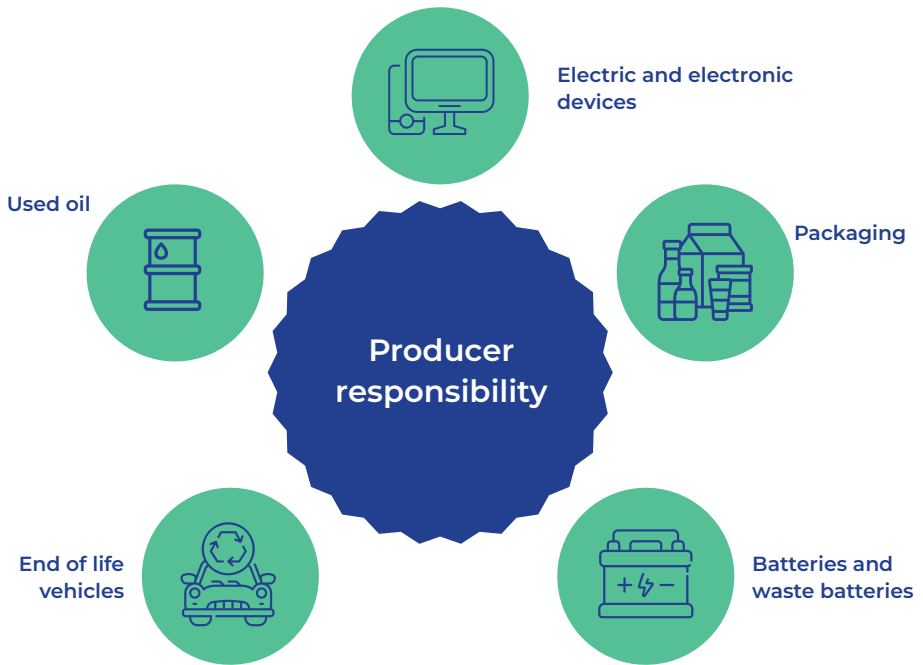 Electric and electronic
devices
Used oil
Packaging
Producer
responsibility
End of life
vehicles
Batteries and
waste batteries